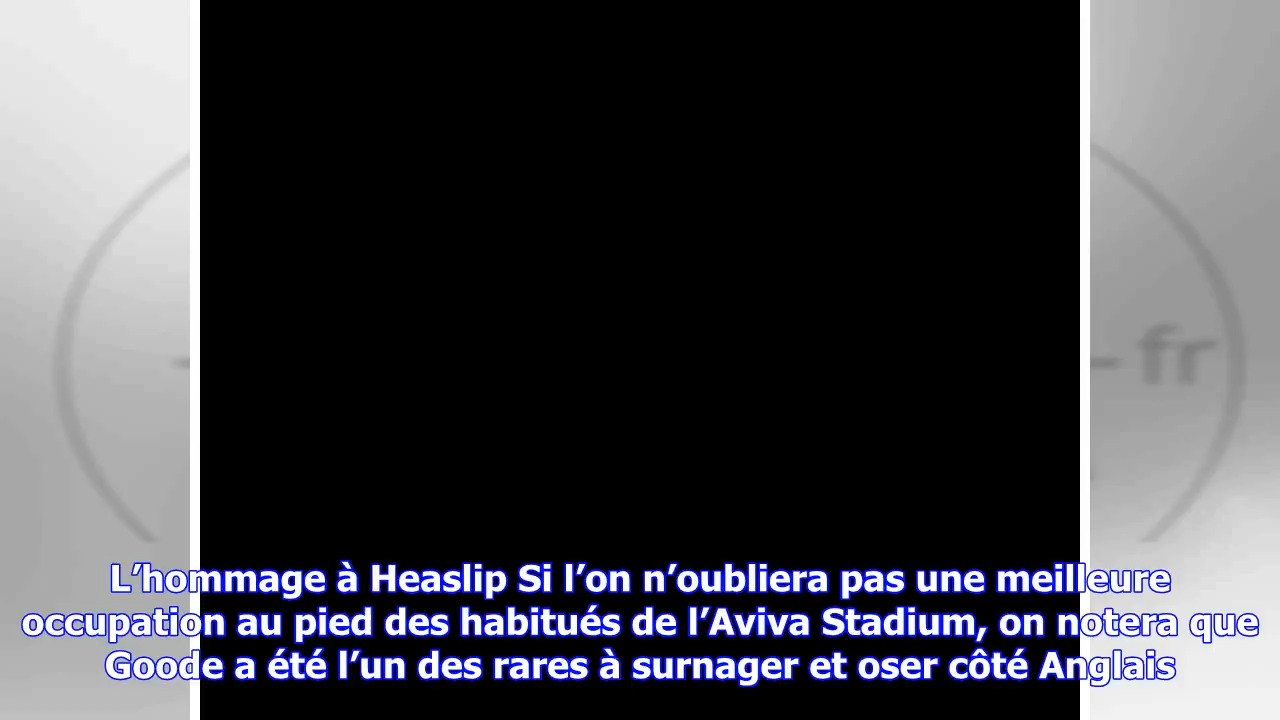 - fr
L’hommage à Heaslip Si l’on n’oubliera pas une meilleure
occupation au pied des habitués de l’Aviva Stadium, on notera que
Goode a été l’un des rares à surnager et oser côté Anglais